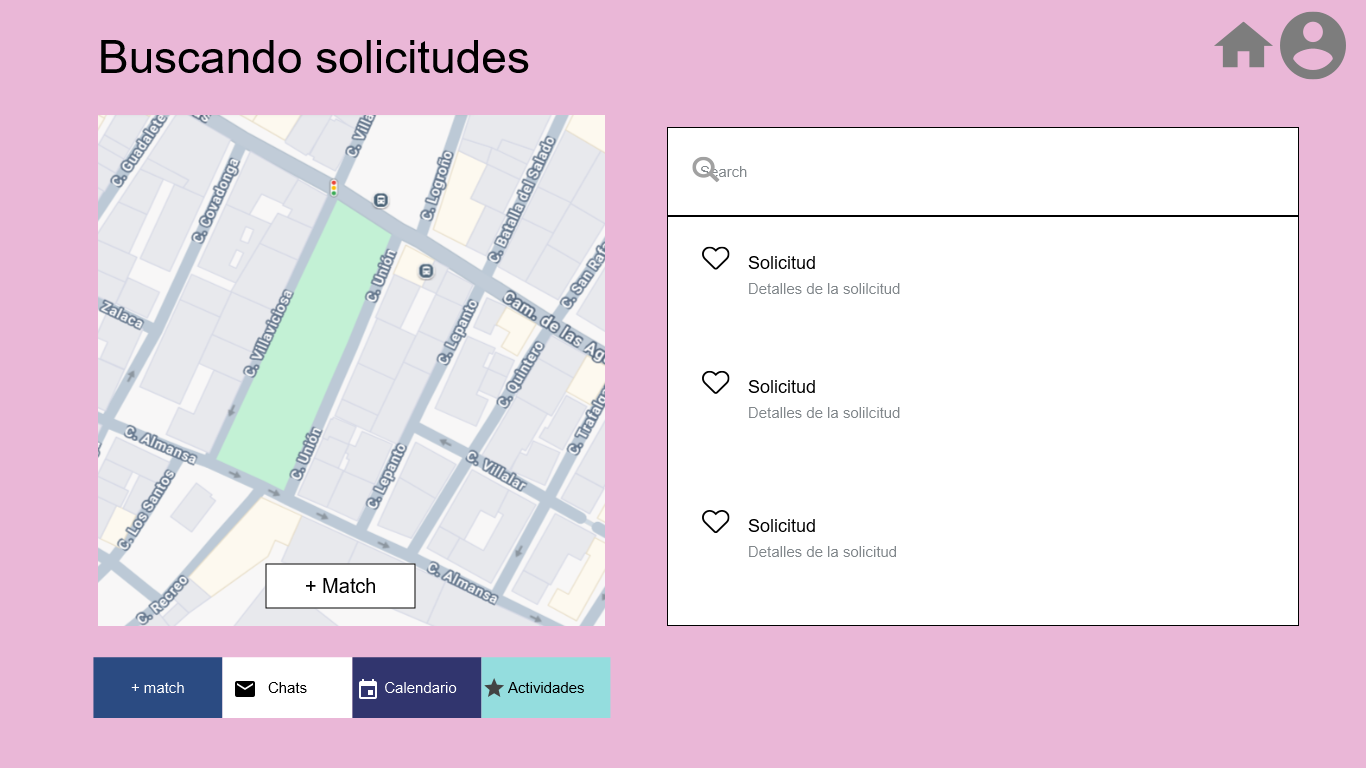 Buscando solicitudes
C. Guadalete
C. Covadonga
C. Villa
C. Logroño
C. Batalla del Salado
C. San Rafa
Zalaca
C. Villaviciosa
C. Unión
C. Lepanto
Cam. de las Ag
C. Quintero
C. Trafalga
C. Almansa
C. Unión
C. Lepanto
C. Villalar
C. Los Santos
C. Recreo
C. Almansa
+ Match
Search
Solicitud
Detalles de la solilcitud
Solicitud
Detalles de la solilcitud
Solicitud
Detalles de la solicitud
+ match
Chats
Calendario
Actividades